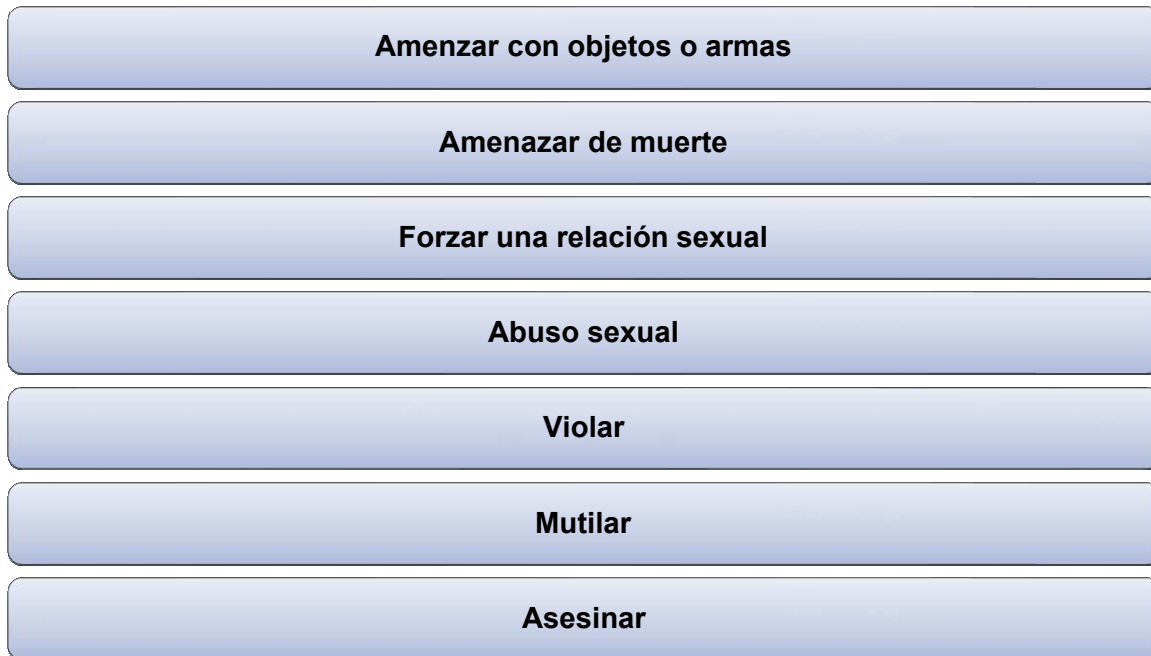 Amenzar con objetos o armas
Amenazar de muerte
Forzar una relación sexual
Abuso sexual
Violar
Mutilar
Asesinar